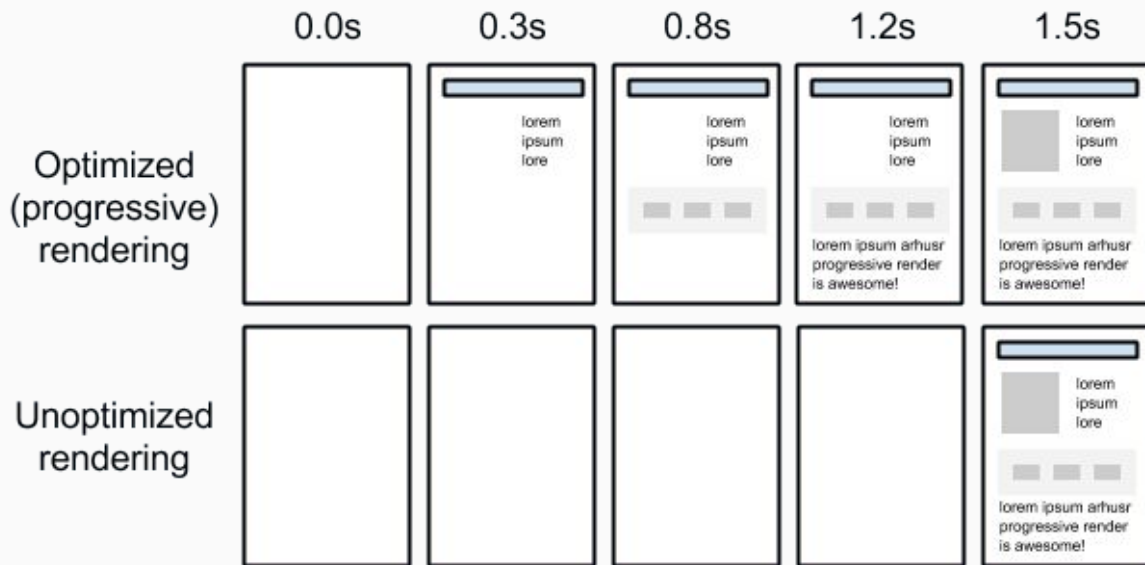 0.0s 0.3s 0.8s 1.2s 1.5s
Optimized
(progressive)
rendering
lorem
ipsum
lore
lorem
ipsum
lore
lorem
ipsum
lore
lorem ipsum arhusr
progressive render
is awesome!
lorem
ipsum
lore
lorem ipsum arhusr
progressive render
is awesome!
Unoptimized
rendering
lorem
ipsum
lore
lorem ipsum arhusr
progressive render
is awesome!